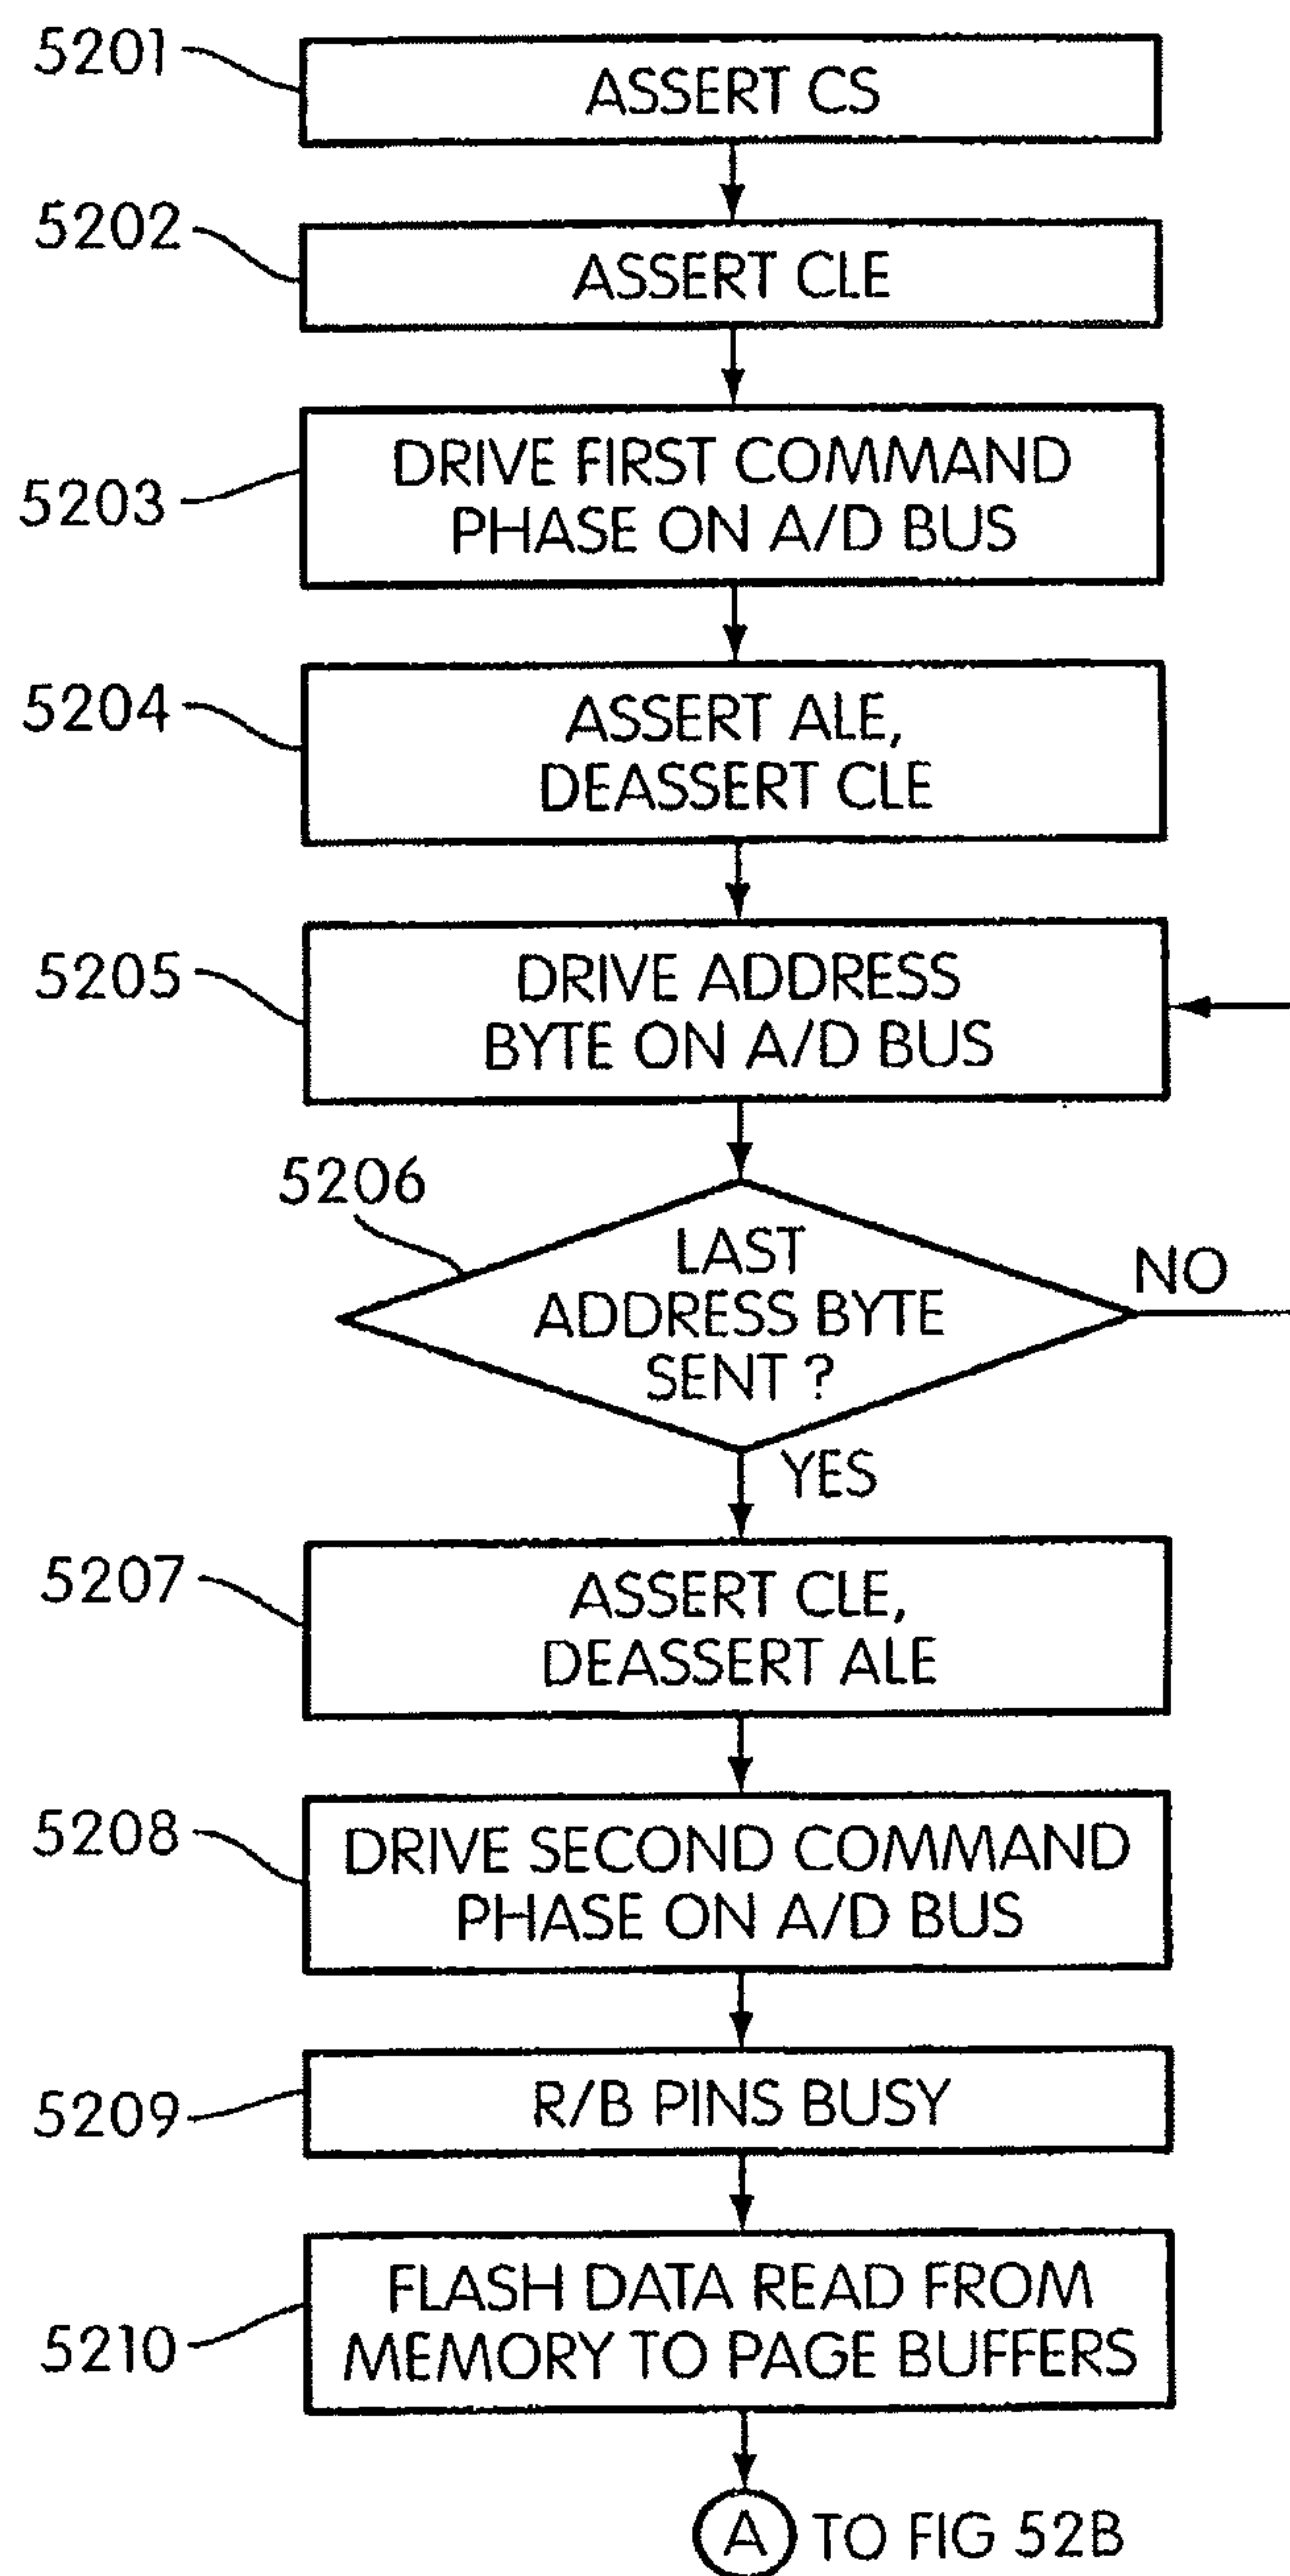 5201
ASSERT CS
5202
ASSERT CLE
5203
DRIVE FIRST COMMAND
PHASE ON A/D BUS
5204
ASSERT ALE,
DEASSERT CLE
5205
DRIVE ADDRESS
BYTE ON A/D BUS
5206
LAST
ADDRESS BYTE
SENT ?
NO
YES
5207
ASSERT CLE,
DEASSERT ALE
5208
DRIVE SECOND COMMAND
PHASE ON A/D BUS
5209
R/B PINS BUSY
5210
FLASH DATA READ FROM
MEMORY TO PAGE BUFFERS
A TO FIG 52B